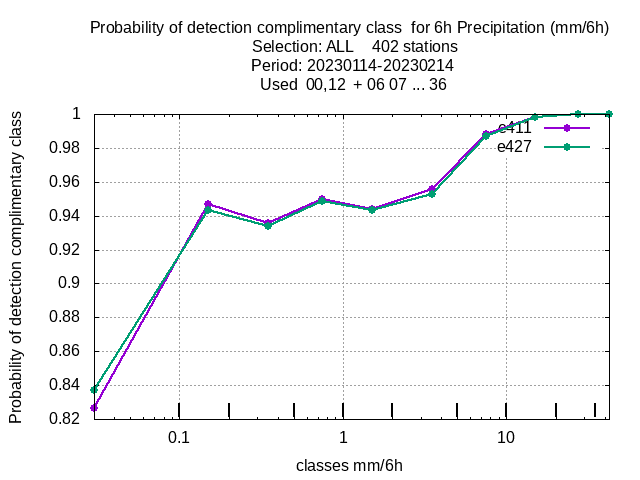 Probability of detection complimentary class  for 6h Precipitation (mm/6h)
Selection: ALL    402 stations
Period: 20230114-20230214
Used  00,12  + 06 07 ... 36
Probability of detection complimentary class
1
0.98
0.96
0.94
0.92
0.9
0.88
0.86
0.84
0.82
e411
e427
0.1
1
10
classes mm/6h